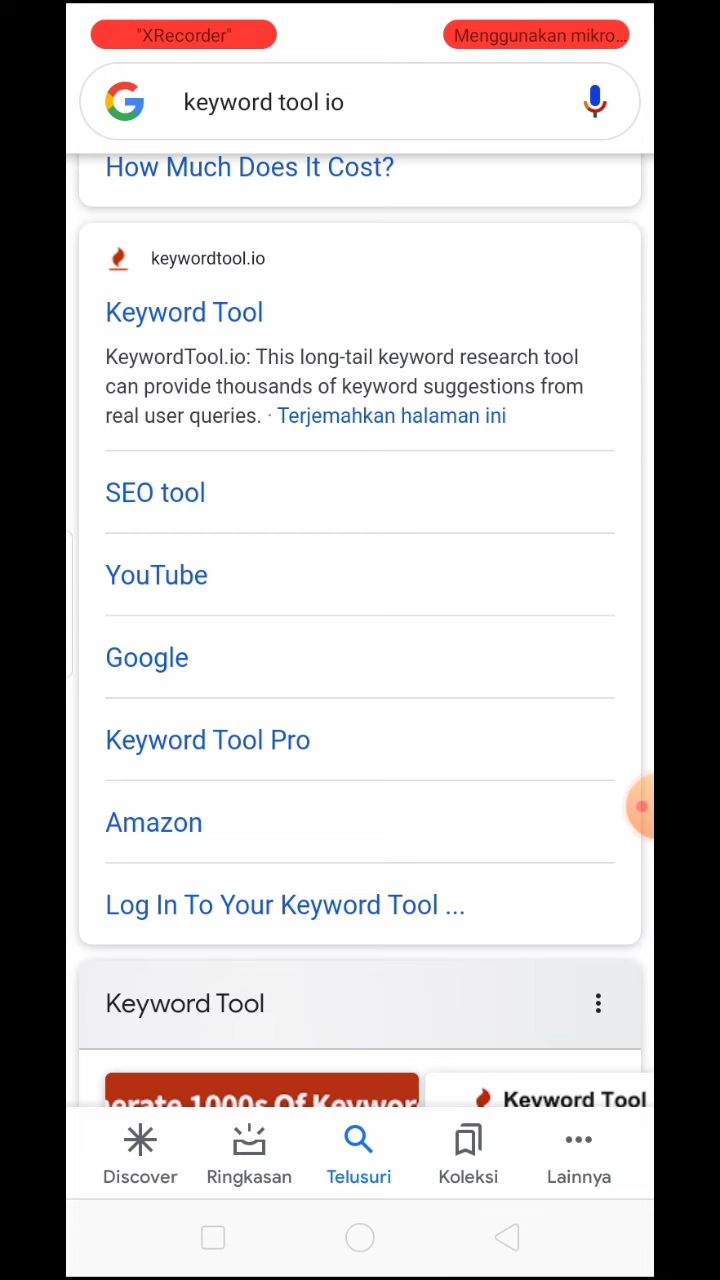 "XRecorder"
Menggunakan mikro...
keyword tool io
How Much Does It Cost?
keywordtool.io
Keyword Tool
KeywordTool.io: This long-tail keyword research tool
can provide thousands of keyword suggestions from
real user queries. · Terjemahkan halaman ini
SEO tool
YouTube
Google
Keyword Tool Pro
Amazon
Log In To Your Keyword Tool ...
Keyword Tool
1000s Of
Keyword Tool
Discover
Ringkasan
Telusuri
Koleksi
Lainnya